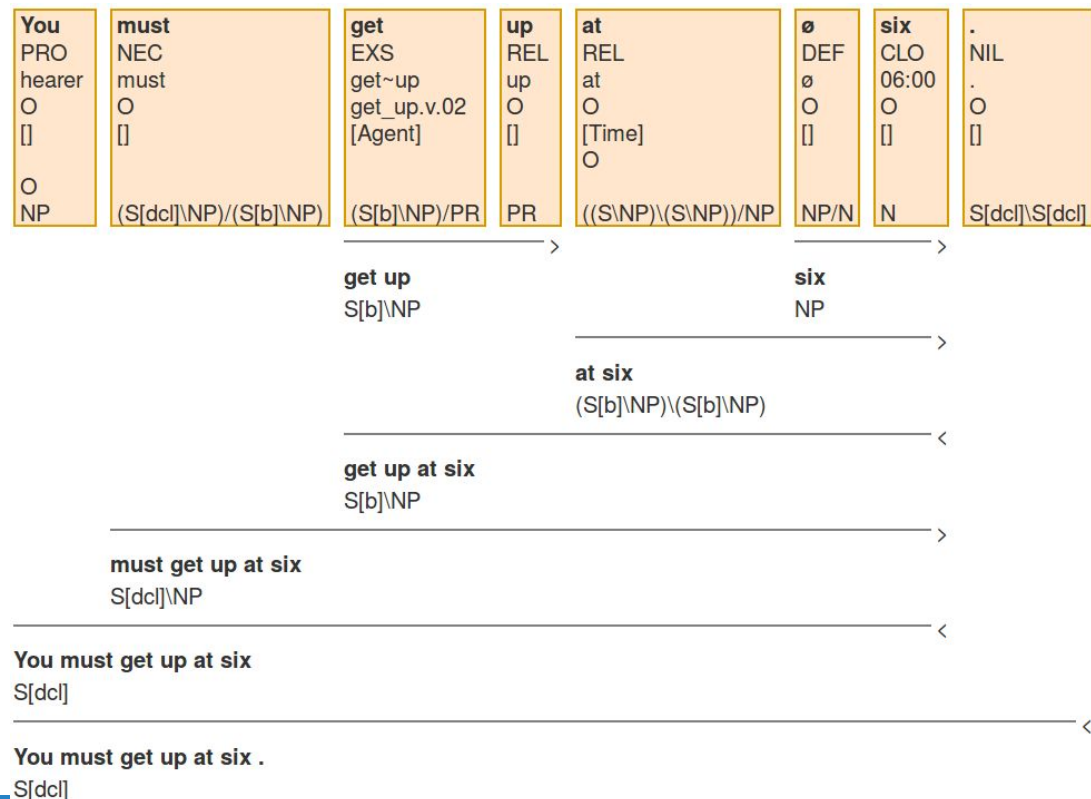 You must get up at ø six .
PRO NEC EXS REL REL DEF CLO NIL
hearer must get~up up at ø 06:00 .
O O get_up.v.02 O O O O O
[] [] [Agent] [] [Time] [] [] []
O O
NP (S[dcl]\NP)/(S[b]\NP) (S[b]\NP)/PR PR ((S\NP)\(S\NP))/NP NP/N N S[dcl]\S[dcl]
> >
get up six
S[b]\NP NP
>
at six
(S[b]\NP)\(S[b]\NP)
<
get up at six
S[b]\NP
>
must get up at six
S[dcl]\NP
<
You must get up at six
S[dcl]
<
You must get up at six .
S[dcl]